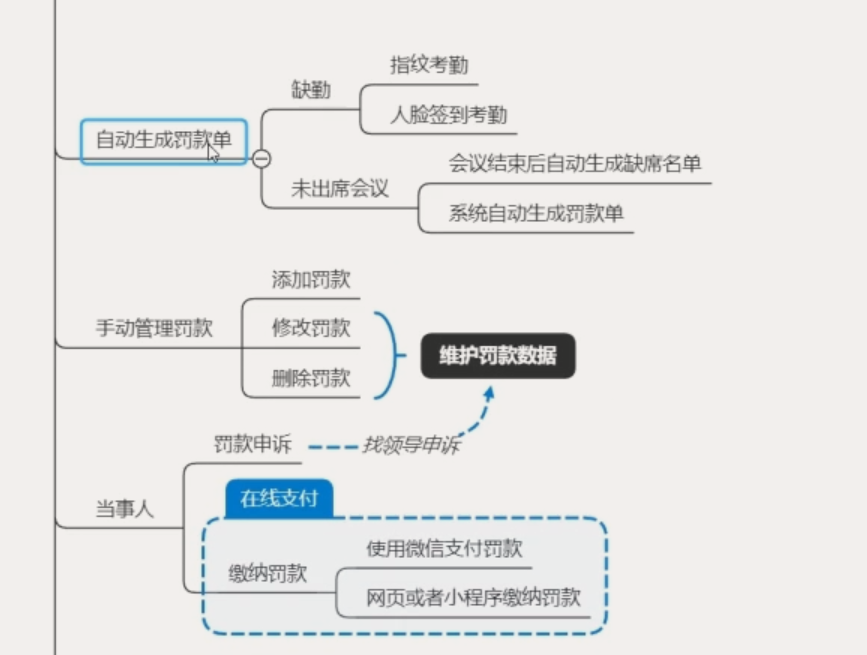 指纹考勤
缺勤
人脸签到考勤
自动生成罚款单
会议结束后自动生成缺席名单
未出席会议
系统自动生成罚款单
添加罚款
手动管理罚款
修改罚款
维护罚款数据
删除罚款
罚款申诉
找领导申诉
在线支付
当事人
使用微信支付罚款
缴纳罚款
网页或者小程序缴纳罚款